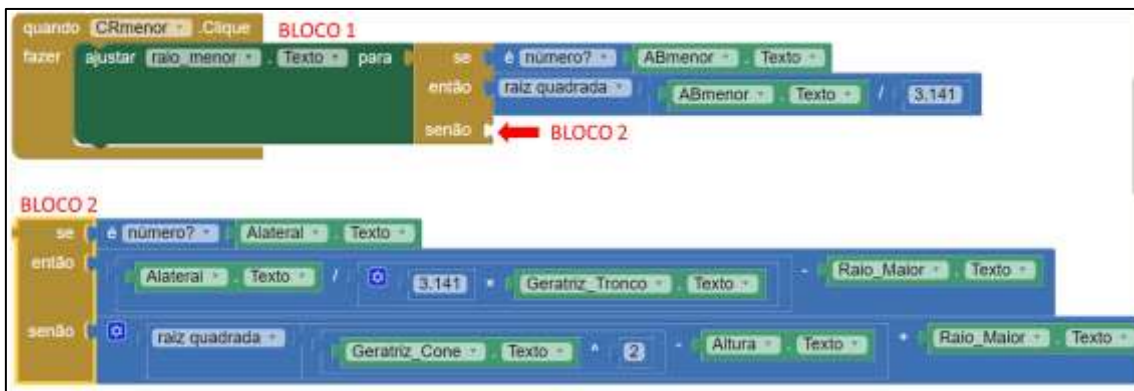 quando CRmenor .Clique BLOCO 1
fazer ajustar raio_menor . Texto para se é número? ABmenor . Texto
então raiz quadrada ABmenor . Texto / 3,141
senão BLOCO 2
BLOCO 2
se é número? Alateral . Texto
então Alateral . Texto / 3,141 * Geratriz_Tronco . Texto - Raio_Maior . Texto
senão raiz quadrada Geratriz_Cone . Texto ^ 2 - Altura . Texto + Raio_Maior . Texto